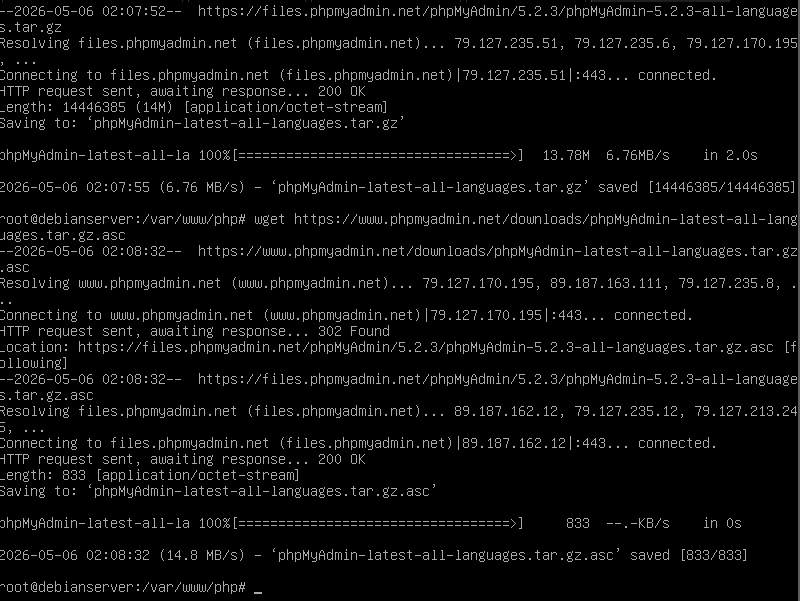 --2026-05-06 02:07:52--  https://files.phpmyadmin.net/phpMyAdmin/5.2.3/phpMyAdmin-5.2.3-all-language
s.tar.gz
Resolving files.phpmyadmin.net (files.phpmyadmin.net)... 79.127.235.51, 79.127.235.6, 79.127.170.195
, ...
Connecting to files.phpmyadmin.net (files.phpmyadmin.net)|79.127.235.51|:443... connected.
HTTP request sent, awaiting response... 200 OK
Length: 14446385 (14M) [application/octet-stream]
Saving to: ‘phpMyAdmin-latest-all-languages.tar.gz’

phpMyAdmin-latest-all-la 100%[==================================>]  13.78M  6.76MB/s    in 2.0s

2026-05-06 02:07:55 (6.76 MB/s) - ‘phpMyAdmin-latest-all-languages.tar.gz’ saved [14446385/14446385]

root@debianserver:/var/www/php# wget https://www.phpmyadmin.net/downloads/phpMyAdmin-latest-all-lang
uages.tar.gz.asc
--2026-05-06 02:08:32--  https://www.phpmyadmin.net/downloads/phpMyAdmin-latest-all-languages.tar.gz
.asc
Resolving www.phpmyadmin.net (www.phpmyadmin.net)... 79.127.170.195, 89.187.163.111, 79.127.235.8, .
..
Connecting to www.phpmyadmin.net (www.phpmyadmin.net)|79.127.170.195|:443... connected.
HTTP request sent, awaiting response... 302 Found
Location: https://files.phpmyadmin.net/phpMyAdmin/5.2.3/phpMyAdmin-5.2.3-all-languages.tar.gz.asc [f
ollowing]
--2026-05-06 02:08:32--  https://files.phpmyadmin.net/phpMyAdmin/5.2.3/phpMyAdmin-5.2.3-all-language
s.tar.gz.asc
Resolving files.phpmyadmin.net (files.phpmyadmin.net)... 89.187.162.12, 79.127.235.12, 79.127.213.24
5, ...
Connecting to files.phpmyadmin.net (files.phpmyadmin.net)|89.187.162.12|:443... connected.
HTTP request sent, awaiting response... 200 OK
Length: 833 [application/octet-stream]
Saving to: ‘phpMyAdmin-latest-all-languages.tar.gz.asc’

phpMyAdmin-latest-all-la 100%[==================================>]     833  --.-KB/s    in 0s

2026-05-06 02:08:32 (14.8 MB/s) - ‘phpMyAdmin-latest-all-languages.tar.gz.asc’ saved [833/833]

root@debianserver:/var/www/php# _